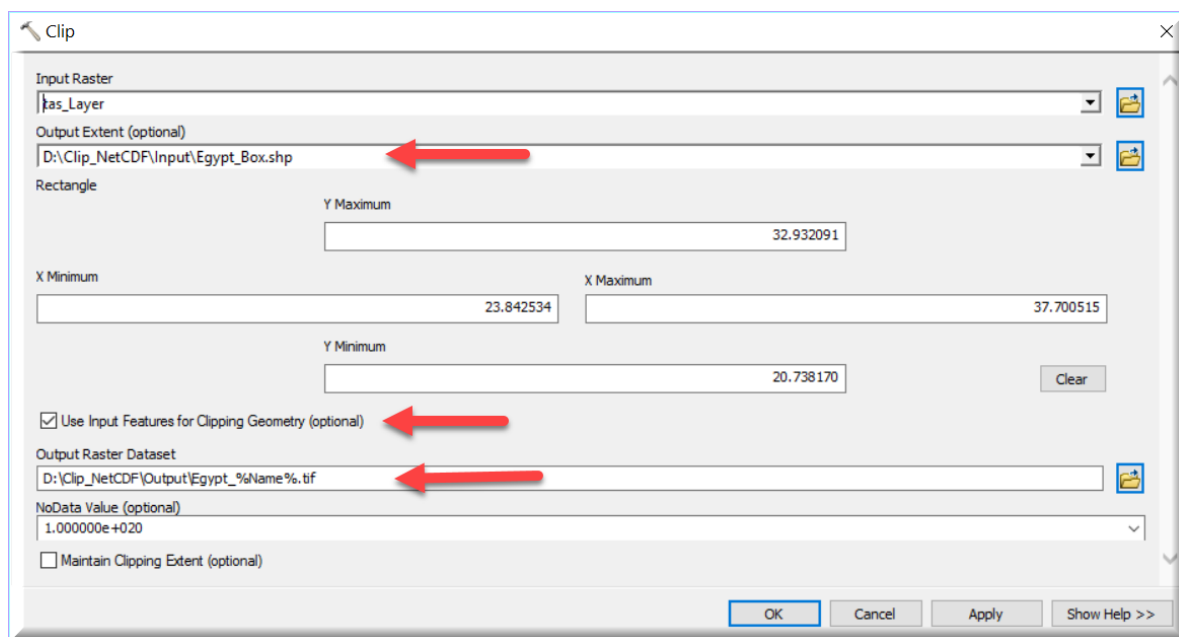 Clip
Input Raster
tas_Layer
Output Extent (optional)
D:\Clip_NetCDF\Input\Egypt_Box.shp
Rectangle
Y Maximum
32.932091
X Minimum
X Maximum
23.842534
37.700515
Y Minimum
20.738170
Clear
Use Input Features for Clipping Geometry (optional)
Output Raster Dataset
D:\Clip_NetCDF\Output\Egypt_%Name%.tif
NoData Value (optional)
1.000000e+020
Maintain Clipping Extent (optional)
OK
Cancel
Apply
Show Help >>